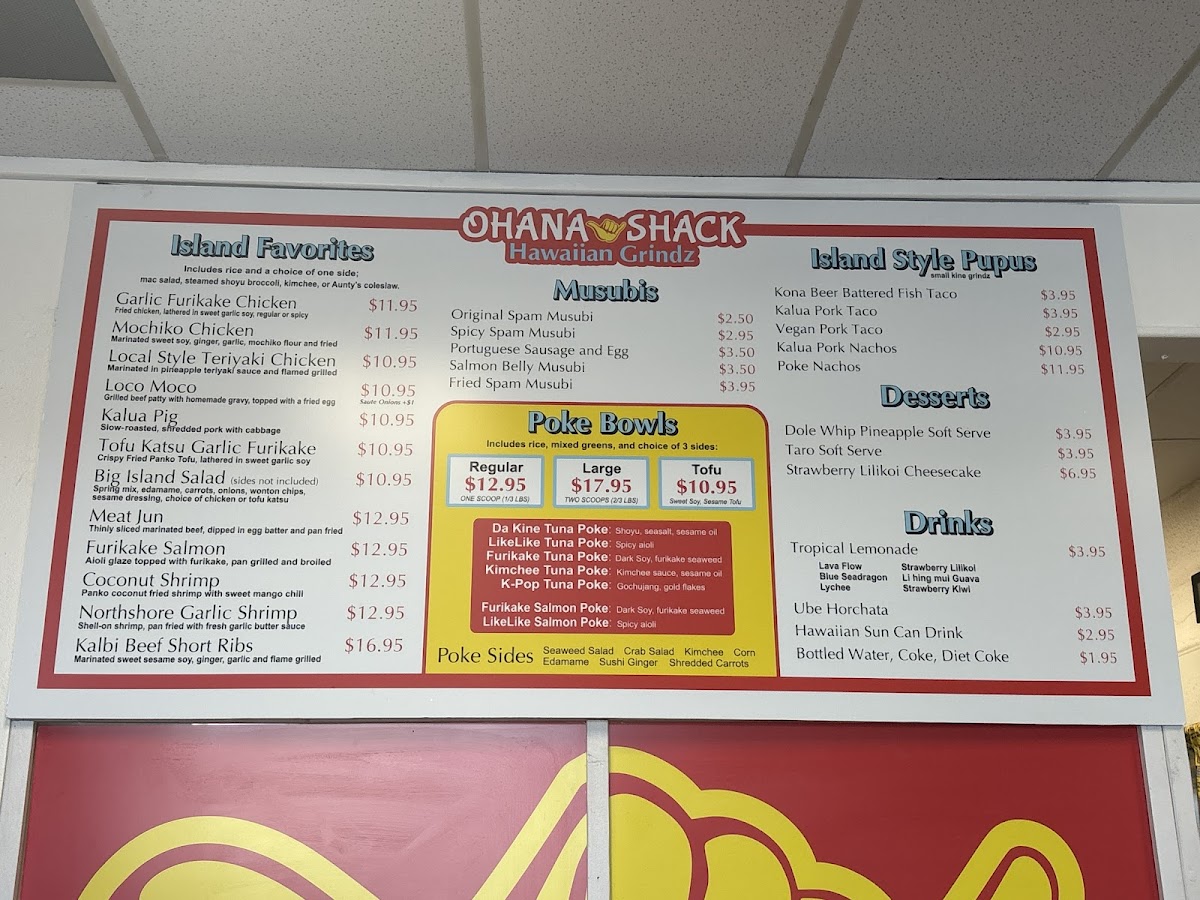 OHANA SHACK
Hawaiian Grindz
Island Favorites
Includes rice and a choice of one side;
mac salad, steamed shoyu broccoli, kimchee, or Aunty's coleslaw.
Garlic Furikake Chicken $11.95
Fried chicken, lathered in sweet garlic soy, regular or spicy
Mochiko Chicken $11.95
Marinated sweet soy, ginger, garlic, mochiko flour and fried
Local Style Teriyaki Chicken $10.95
Marinated in pineapple teriyaki sauce and flamed grilled
Loco Moco $10.95
Grilled beef patty with homemade gravy, topped with a fried egg Saute Onions +$1
Kalua Pig $10.95
Slow-roasted, shredded pork with cabbage
Tofu Katsu Garlic Furikake $10.95
Crispy Fried Panko Tofu, lathered in sweet garlic soy
Big Island Salad (sides not included) $10.95
Spring mix, edamame, carrots, onions, wonton chips,
sesame dressing, choice of chicken or tofu katsu
Meat Jun $12.95
Thinly sliced marinated beef, dipped in egg batter and pan fried
Furikake Salmon $12.95
Aioli glaze topped with furikake, pan grilled and broiled
Coconut Shrimp $12.95
Panko coconut fried shrimp with sweet mango chili
Northshore Garlic Shrimp $12.95
Shell-on shrimp, pan fried with fresh garlic butter sauce
Kalbi Beef Short Ribs $16.95
Marinated sweet sesame soy, ginger, garlic and flame grilled
Musubis
Original Spam Musubi $2.50
Spicy Spam Musubi $2.95
Portuguese Sausage and Egg $3.50
Salmon Belly Musubi $3.50
Fried Spam Musubi $3.95
Poke Bowls
Includes rice, mixed greens, and choice of 3 sides:
Regular
$12.95
ONE SCOOP (1/3 LBS)
Large
$17.95
TWO SCOOPS (2/3 LBS)
Tofu
$10.95
Sweet Soy, Sesame Tofu
Da Kine Tuna Poke: Shoyu, seasalt, sesame oil
LikeLike Tuna Poke: Spicy aioli
Furikake Tuna Poke: Dark Soy, furikake seaweed
Kimchee Tuna Poke: Kimchee sauce, sesame oil
K-Pop Tuna Poke: Gochujang, gold flakes
Furikake Salmon Poke: Dark Soy, furikake seaweed
LikeLike Salmon Poke: Spicy aioli
Poke Sides
Seaweed Salad Crab Salad Kimchee Corn
Edamame Sushi Ginger Shredded Carrots
Island Style Pupus
small kine grindz
Kona Beer Battered Fish Taco $3.95
Kalua Pork Taco $3.95
Vegan Pork Taco $2.95
Kalua Pork Nachos $10.95
Poke Nachos $11.95
Desserts
Dole Whip Pineapple Soft Serve $3.95
Taro Soft Serve $3.95
Strawberry Lilikoi Cheesecake $6.95
Drinks
Tropical Lemonade $3.95
Lava Flow Strawberry Lilikoi
Blue Seadragon Li hing mui Guava
Lychee Strawberry Kiwi
Ube Horchata $3.95
Hawaiian Sun Can Drink $2.95
Bottled Water, Coke, Diet Coke $1.95